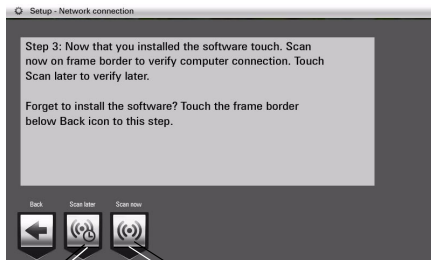 Setup - Network connection
Step 3: Now that you installed the software touch. Scan
now on frame border to verify computer connection. Touch
Scan later to verify later.
Forget to install the software? Touch the frame border
below Back icon to this step.
Back Scan later Scan now